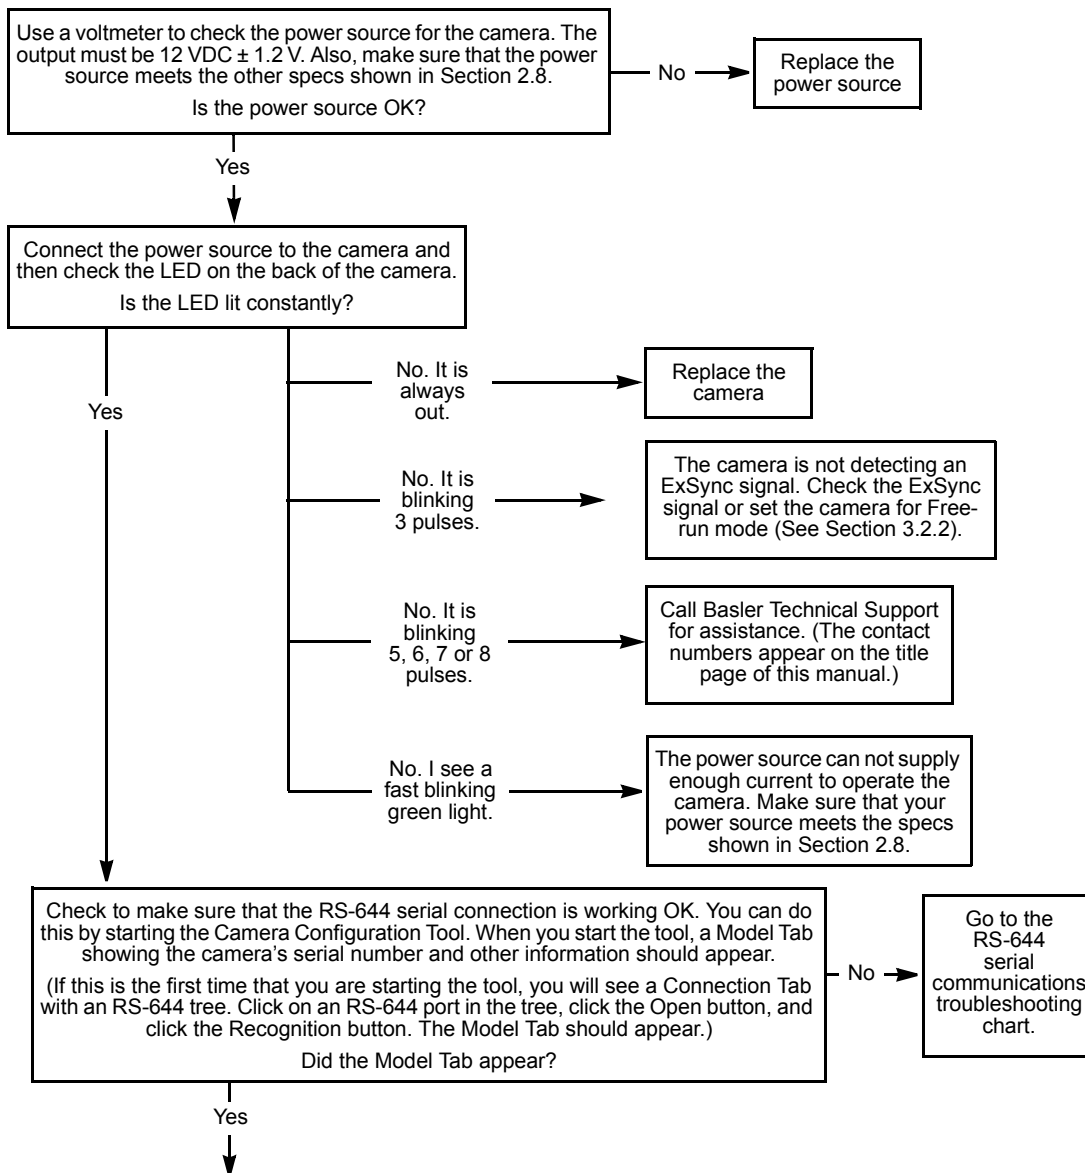 Use a voltmeter to check the power source for the camera. The
output must be 12 VDC ± 1.2 V. Also, make sure that the power
source meets the other specs shown in Section 2.8.
Is the power source OK?
No
Replace the
power source
Yes
Connect the power source to the camera and
then check the LED on the back of the camera.
Is the LED lit constantly?
Yes
No. It is
always
out.
Replace the
camera
No. It is
blinking
3 pulses.
The camera is not detecting an
ExSync signal. Check the ExSync
signal or set the camera for Free-
run mode (See Section 3.2.2).
No. It is
blinking
5, 6, 7 or 8
pulses.
Call Basler Technical Support
for assistance. (The contact
numbers appear on the title
page of this manual.)
No. I see a
fast blinking
green light.
The power source can not supply
enough current to operate the
camera. Make sure that your
power source meets the specs
shown in Section 2.8.
Check to make sure that the RS-644 serial connection is working OK. You can do
this by starting the Camera Configuration Tool. When you start the tool, a Model Tab
showing the camera's serial number and other information should appear.
(If this is the first time that you are starting the tool, you will see a Connection Tab
with an RS-644 tree. Click on an RS-644 port in the tree, click the Open button, and
click the Recognition button. The Model Tab should appear.)
Did the Model Tab appear?
No
Go to the
RS-644
serial
communications
troubleshooting
chart.
Yes